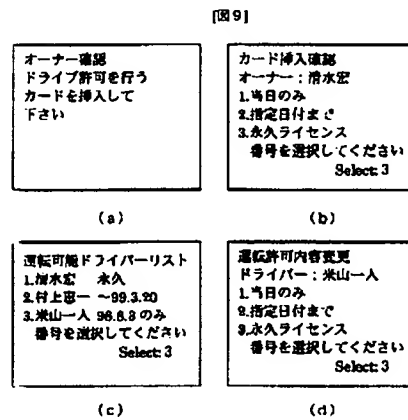 [図9]
オーナー確認
ドライブ許可を行う
カードを挿入して
下さい
(a)
カード挿入確認
オーナー：清水宏
1.当日のみ
2.指定日付まで
3.永久ライセンス
番号を選択してください
Select: 3
(b)
運転可能ドライバーリスト
1.清水宏 永久
2.村上 ～99.3.20
3.米山一人 のみ
番号を選択してください
Select: 3
(c)
運転許可内容変更
ドライバー：米山一人
1.当日のみ
2.指定日付まで
3.永久ライセンス
番号を選択してください
Select: 3
(d)